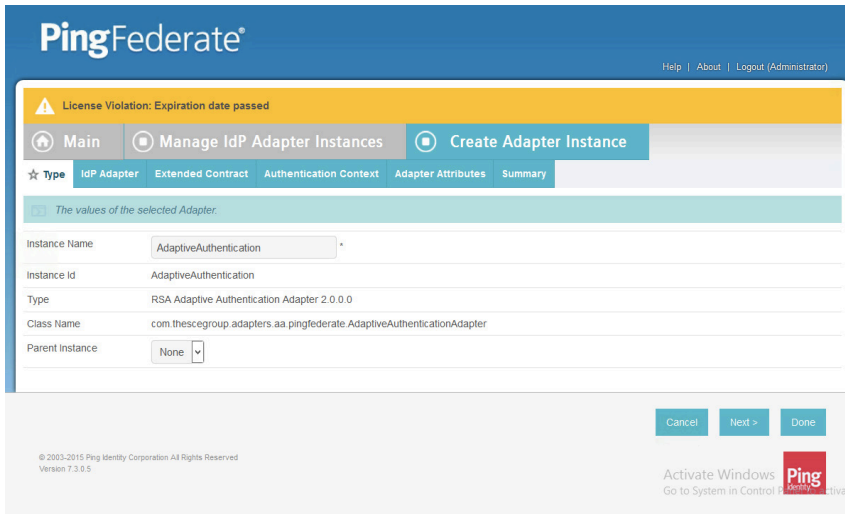 PingFederate®
Help | About | Logout (Administrator)
License Violation: Expiration date passed
Main Manage IdP Adapter Instances Create Adapter Instance
Type IdP Adapter Extended Contract Authentication Context Adapter Attributes Summary
The values of the selected Adapter.
Instance Name AdaptiveAuthentication *
Instance Id AdaptiveAuthentication
Type RSA Adaptive Authentication Adapter 2.0.0.0
Class Name com.thescegroup.adapters.aa.pingfederate.AdaptiveAuthenticationAdapter
Parent Instance None
Cancel Next > Done
© 2003-2015 Ping Identity Corporation All Rights Reserved
Version 7.3.0.5
Activate Windows
Go to System in Control
Ping
Identity